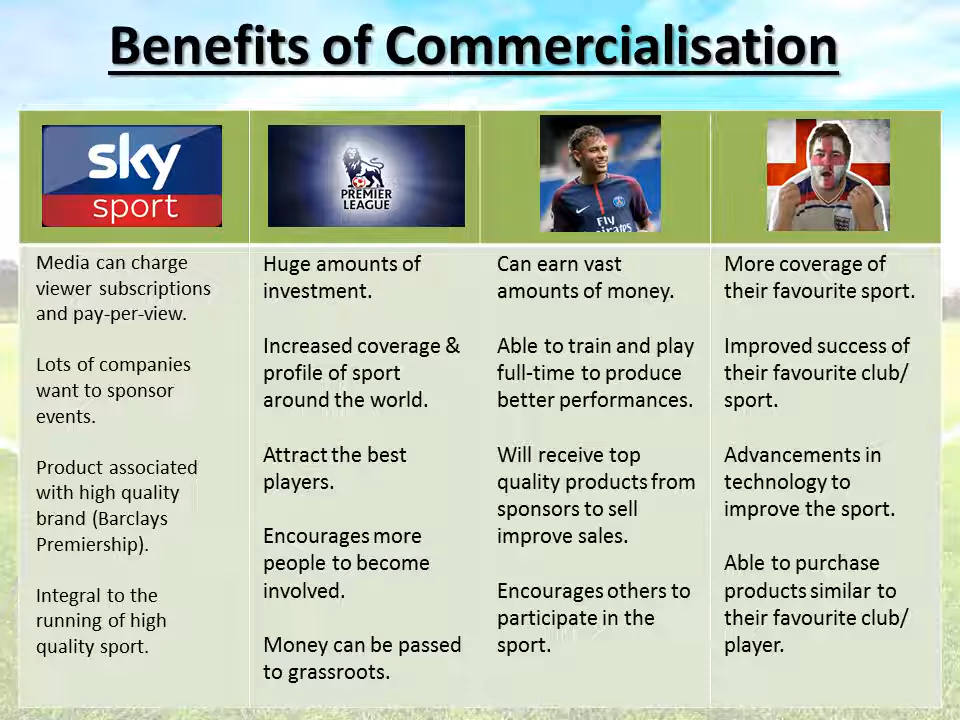 Benefits of Commercialisation
sky
sport
PREMIER
LEAGUE
Fly
Emirates
Media can charge
viewer subscriptions
and pay-per-view.
Lots of companies
want to sponsor
events.
Product associated
with high quality
brand (Barclays
Premiership).
Integral to the
running of high
quality sport.
Huge amounts of
investment.
Increased coverage &
profile of sport
around the world.
Attract the best
players.
Encourages more
people to become
involved.
Money can be passed
to grassroots.
Can earn vast
amounts of money.
Able to train and play
full-time to produce
better performances.
Will receive top
quality products from
sponsors to sell
improve sales.
Encourages others to
participate in the
sport.
More coverage of
their favourite sport.
Improved success of
their favourite club/
sport.
Advancements in
technology to
improve the sport.
Able to purchase
products similar to
their favourite club/
player.